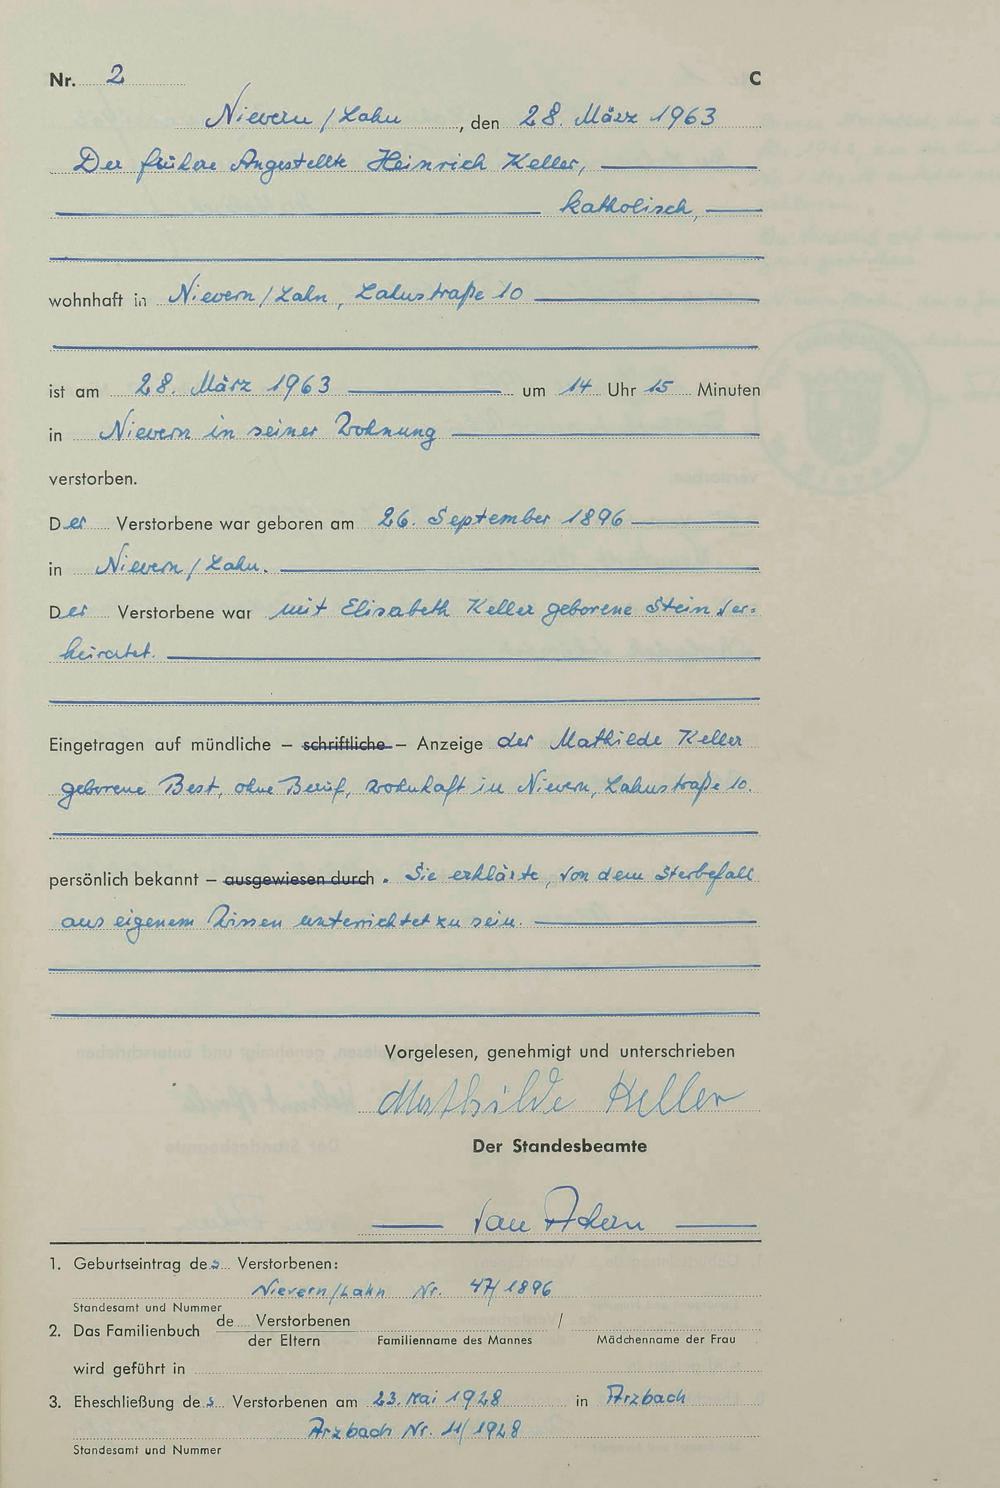 Nr. 2 C
Nievern/Lahn, den 28. März 1963
Der frühere Angestellte Heinrich Keller,
katholisch,
wohnhaft in Nievern/Lahn, Lahnstraße 10
ist am 28. März 1963 um 14 Uhr 15 Minuten
in Nievern in seiner Wohnung
verstorben.
Der Verstorbene war geboren am 26. September 1896
in Nievern/Lahn.
Der Verstorbene war mit Elisabeth Keller geborene Stein ver=
heiratet.
Eingetragen auf mündliche – schriftliche – Anzeige der Mathilde Keller
geborene Best, ohne Beruf, wohnhaft in Nievern, Lahnstraße 10.
persönlich bekannt – ausgewiesen durch. Sie erklärte, von dem Sterbefall
aus eigenem Wissen unterrichtet zu sein.
Vorgelesen, genehmigt und unterschrieben
Mathilde Keller
Der Standesbeamte
1. Geburtseintrag des Verstorbenen:
Nievern/Lahn Nr. 47/1896
Standesamt und Nummer
2. Das Familienbuch de Verstorbenen /
der Eltern Familienname des Mannes Mädchenname der Frau
wird geführt in
3. Eheschließung des Verstorbenen am 23. Mai 1928 in Arzbach
Arzbach Nr. 11/1928
Standesamt und Nummer